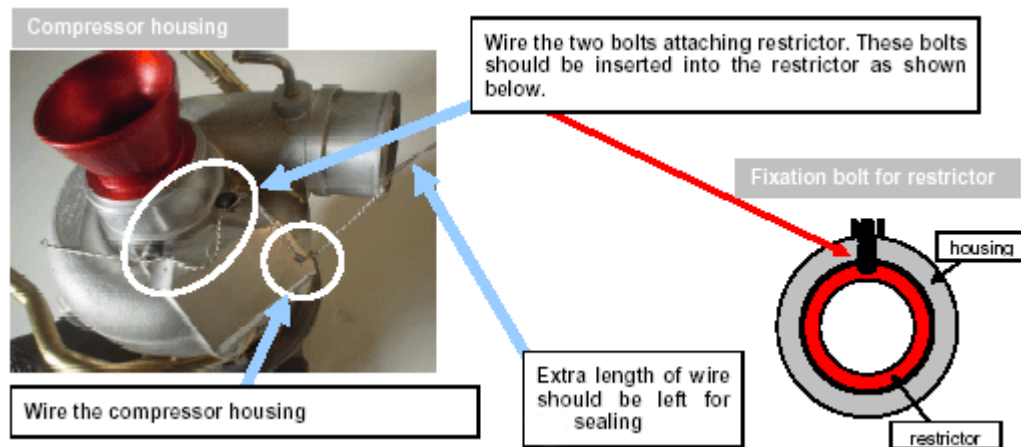 Compressor housing
Wire the two bolts attaching restrictor. These bolts
should be inserted into the restrictor as shown
below.
Fixation bolt for restrictor
housing
Extra length of wire
should be left for
sealing
Wire the compressor housing
restrictor